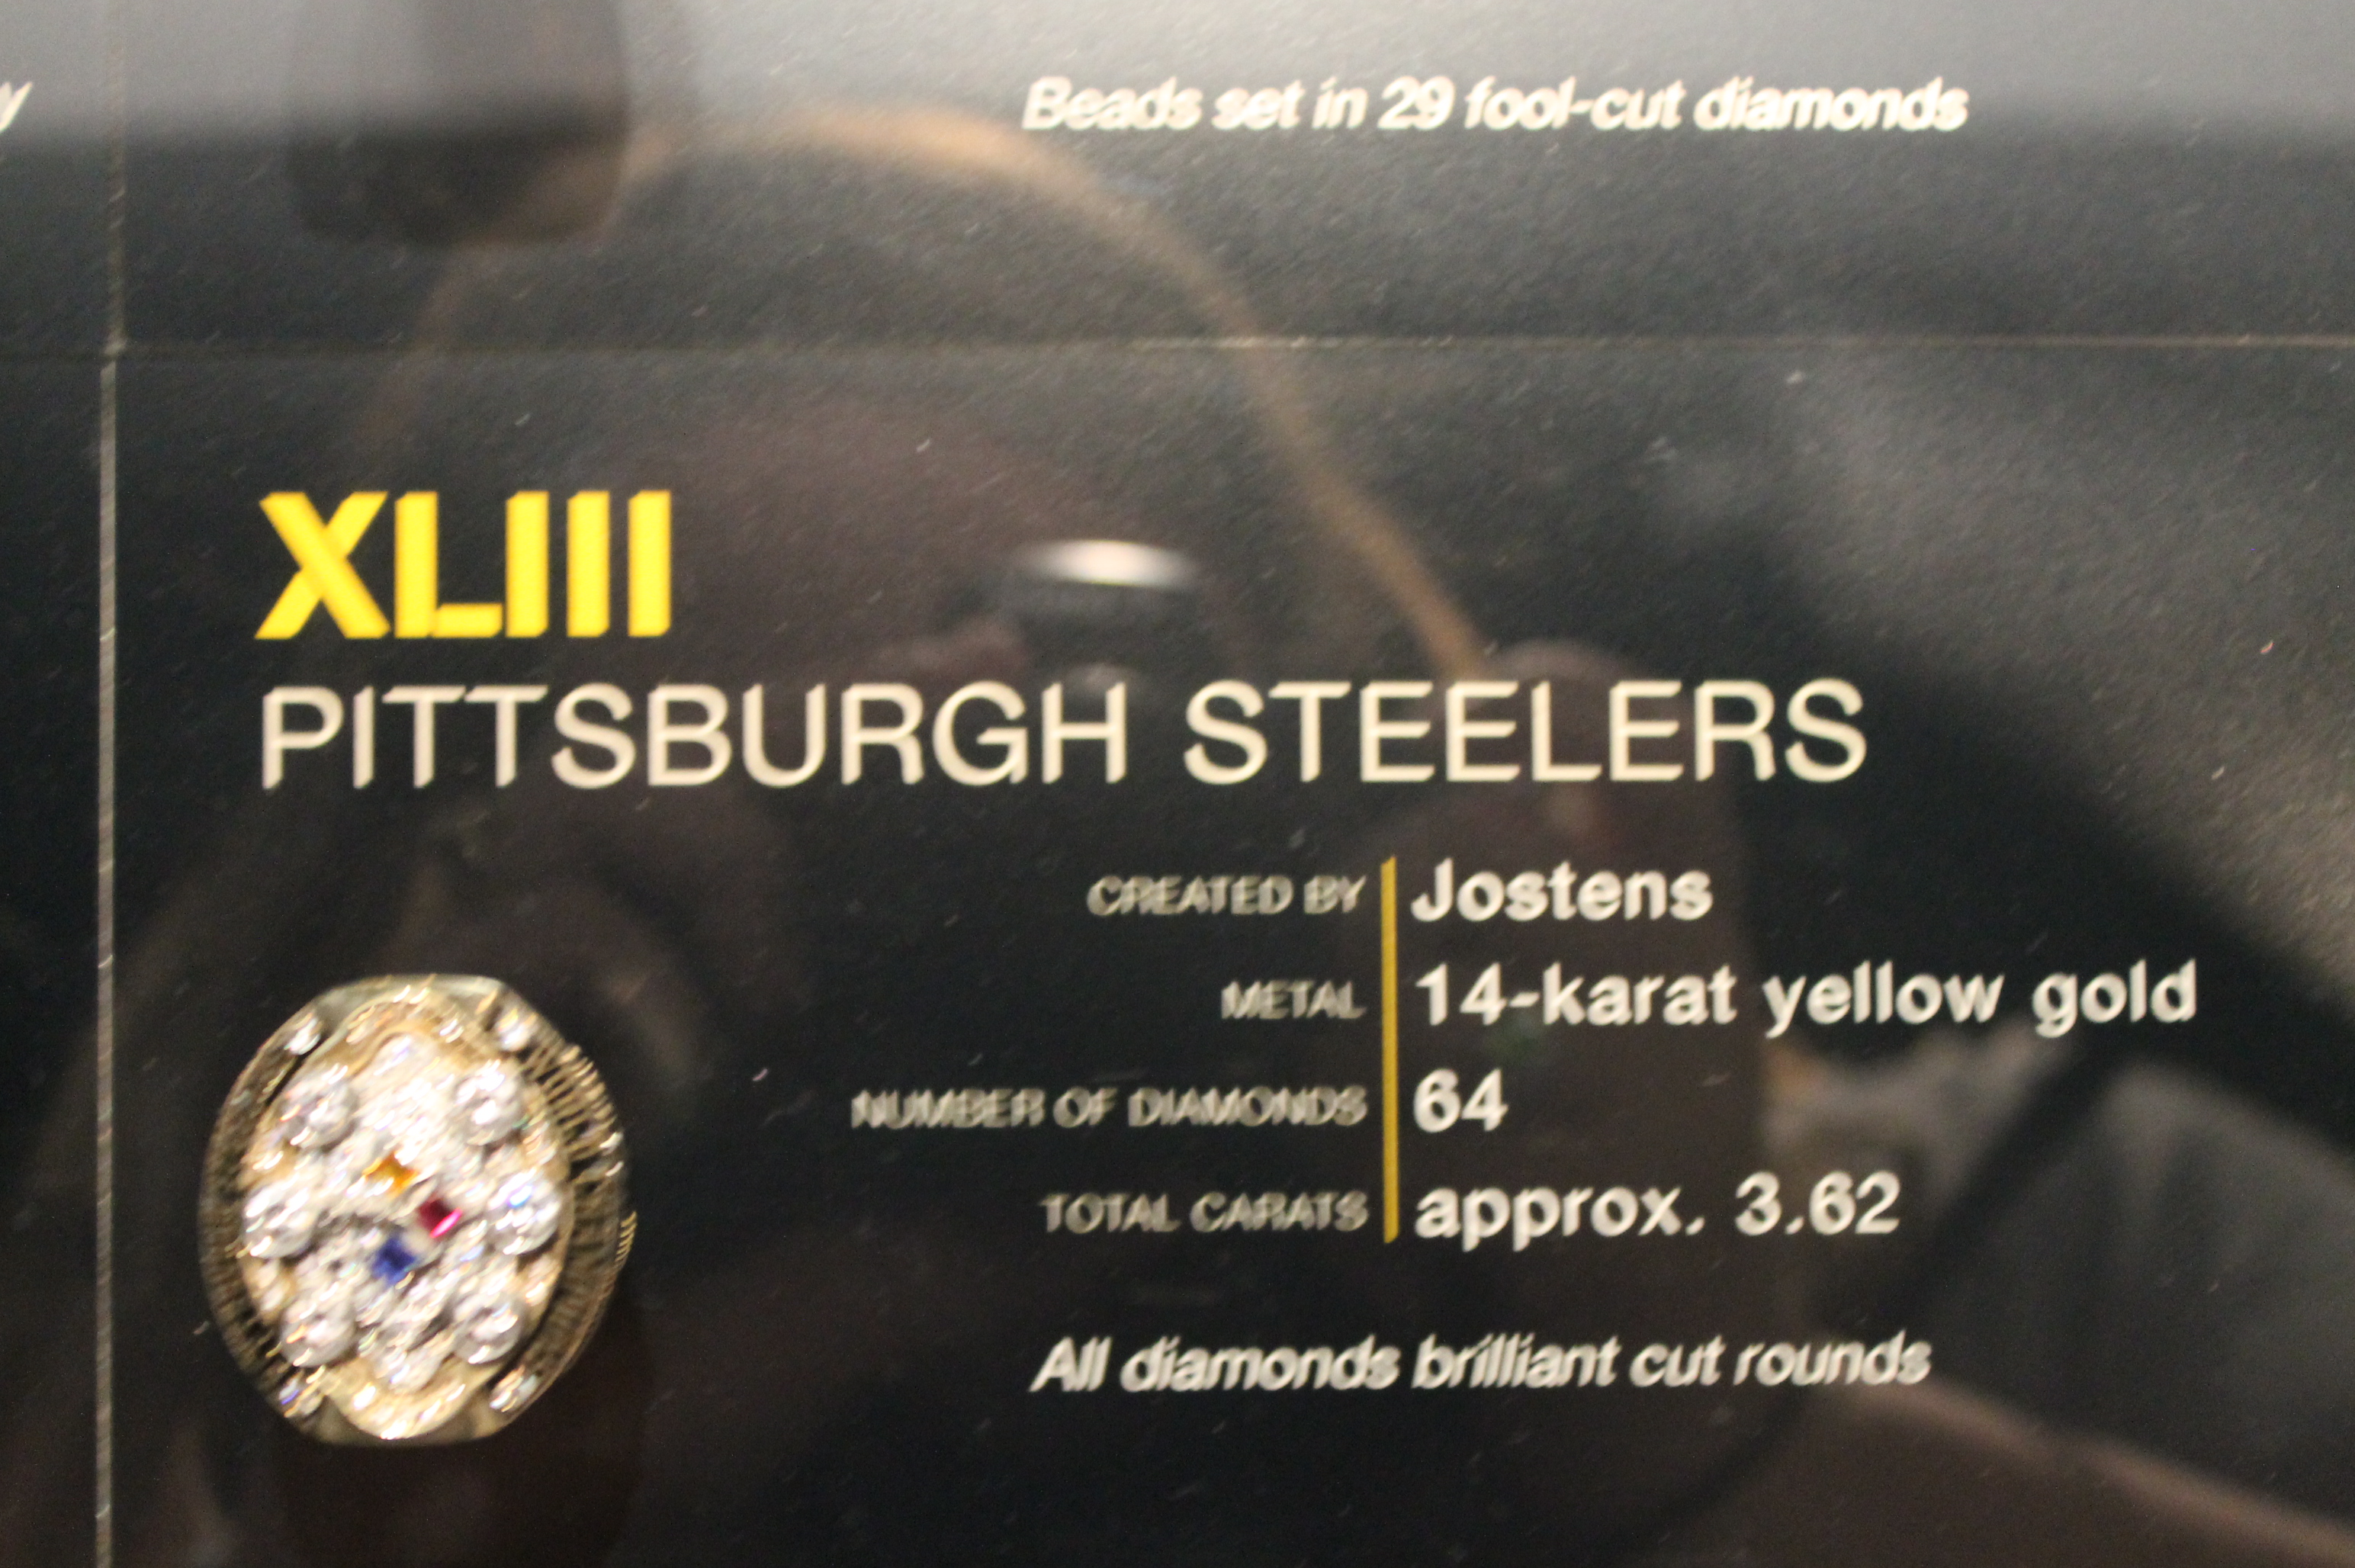 y
Beads set in 29 fool-cut diamonds
XLIII
PITTSBURGH STEELERS
CREATED BY Jostens
METAL 14-karat yellow gold
NUMBER OF DIAMONDS 64
TOTAL CARATS approx. 3.62
All diamonds brilliant cut rounds